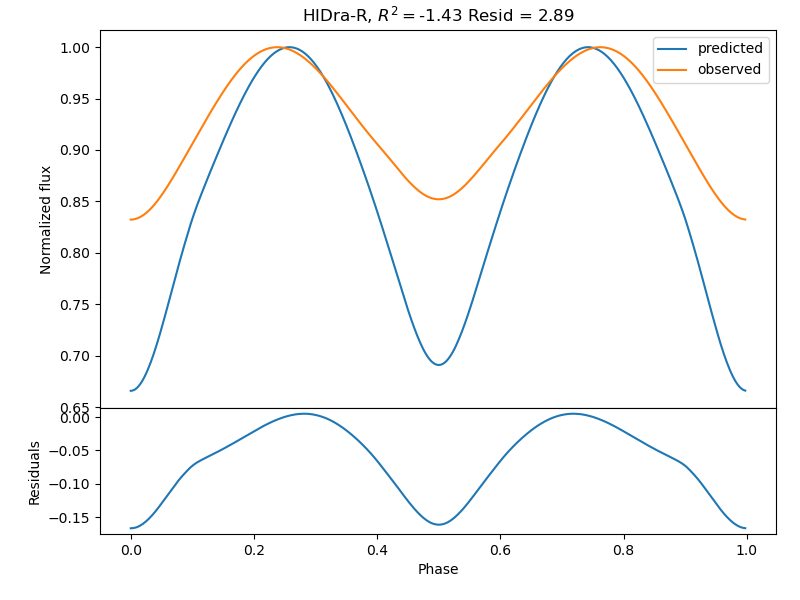 HIDra-R, R² = -1.43 Resid = 2.89
predicted
observed
Normalized flux
1.00
0.95
0.90
0.85
0.80
0.75
0.70
0.65
Residuals
0.00
−0.05
−0.10
−0.15
0.0 0.2 0.4 0.6 0.8 1.0
Phase